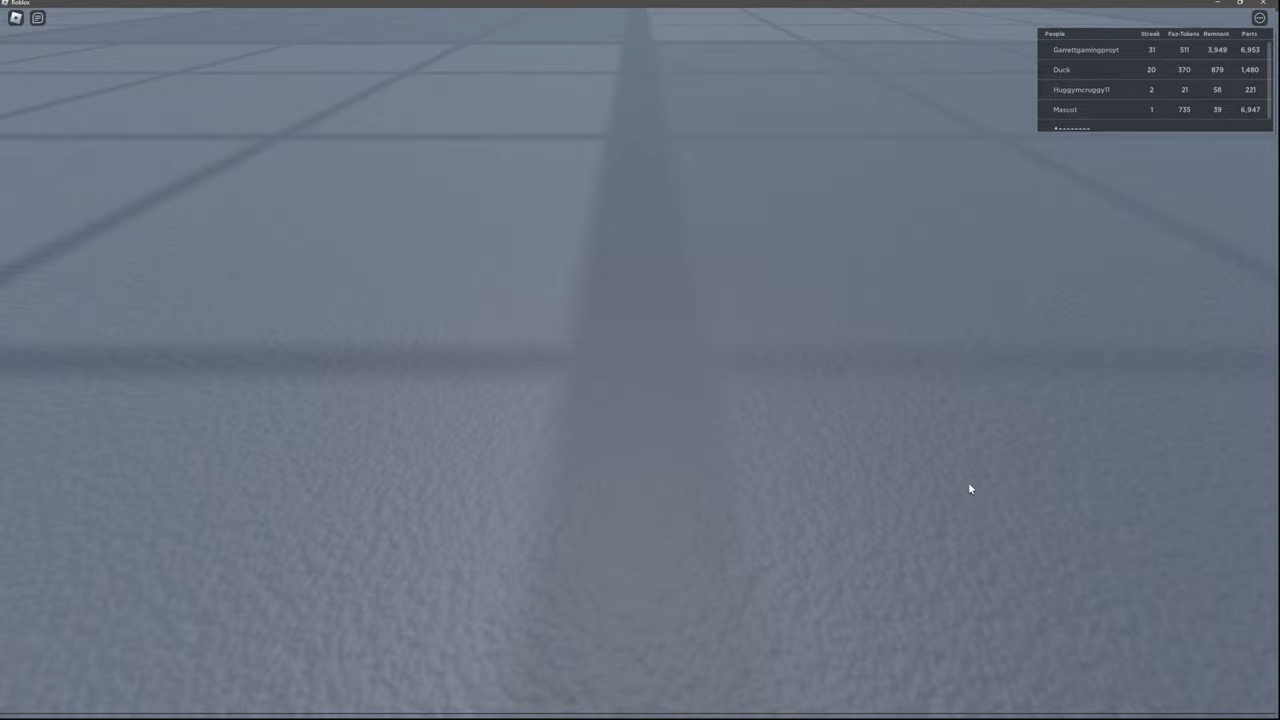 Roblox
People Streak Faz-Tokens Remnant Parts
Garrettgamingproyt 31 511 3,949 6,953
Duck 20 370 879 1,480
Huggymcruggy11 2 21 58 221
Mascot 1 735 39 6,947